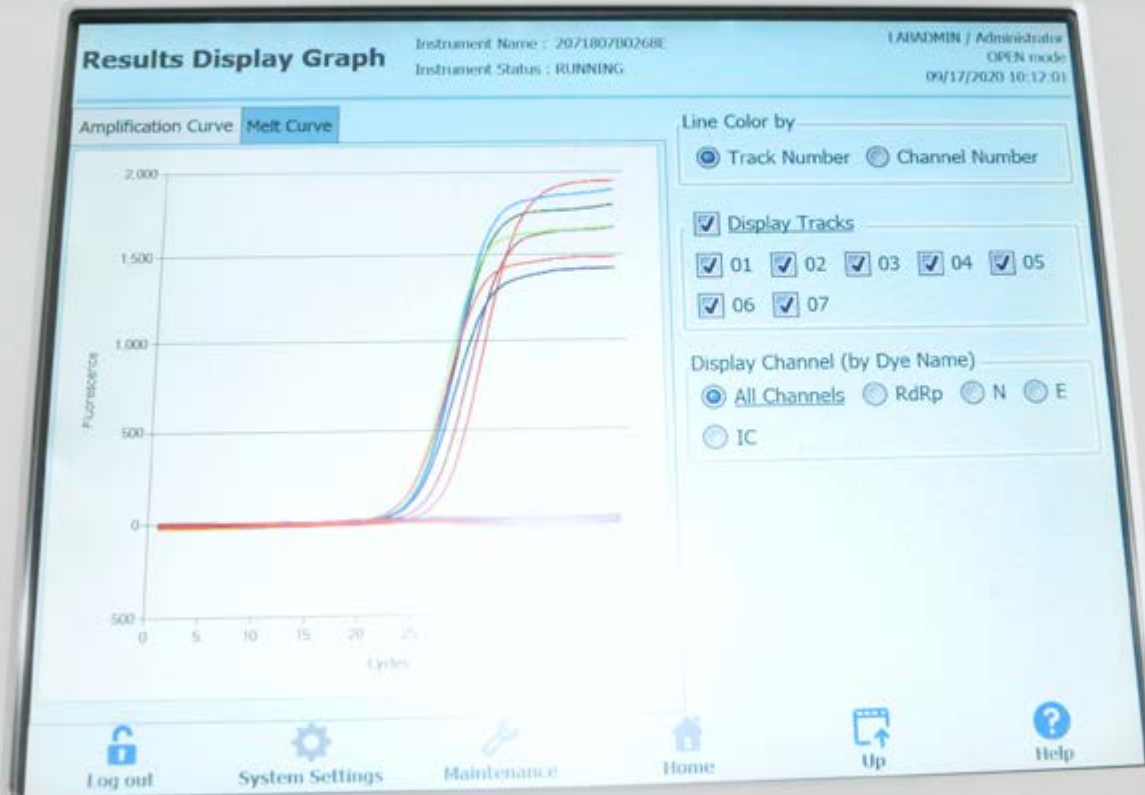 Results Display Graph
Instrument Name : 2071807B0268E
Instrument Status : RUNNING
LABADMIN / Administrator
OPEN mode
09/17/2020 10:12:01
Amplification Curve
Melt Curve
2,000
1,500
1,000
500
0
-500
Fluorescence
0 5 10 15 20 25
Cycles
Line Color by
Track Number
Channel Number
Display Tracks
01 02 03 04 05
06 07
Display Channel (by Dye Name)
All Channels RdRp N E
IC
Log out
System Settings
Maintenance
Home
Up
Help